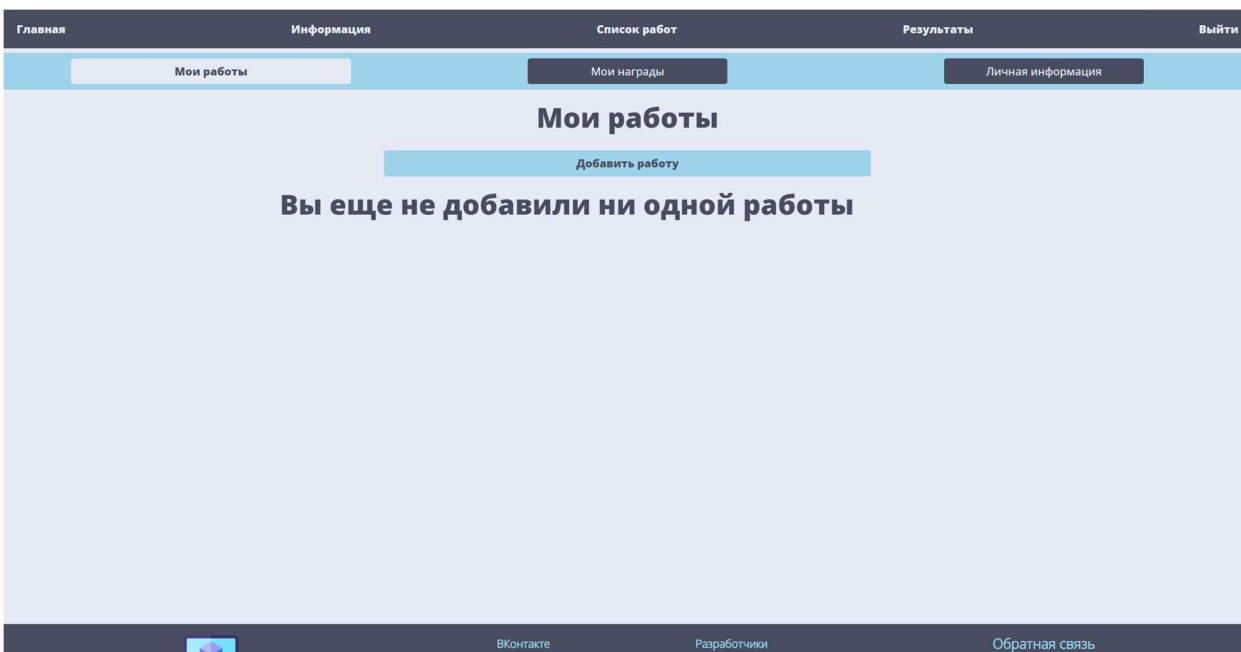 Главная Информация Список работ Результаты Выйти
Мои работы Мои награды Личная информация
Мои работы
Добавить работу
Вы еще не добавили ни одной работы
ВКонтакте Разработчики Обратная связь